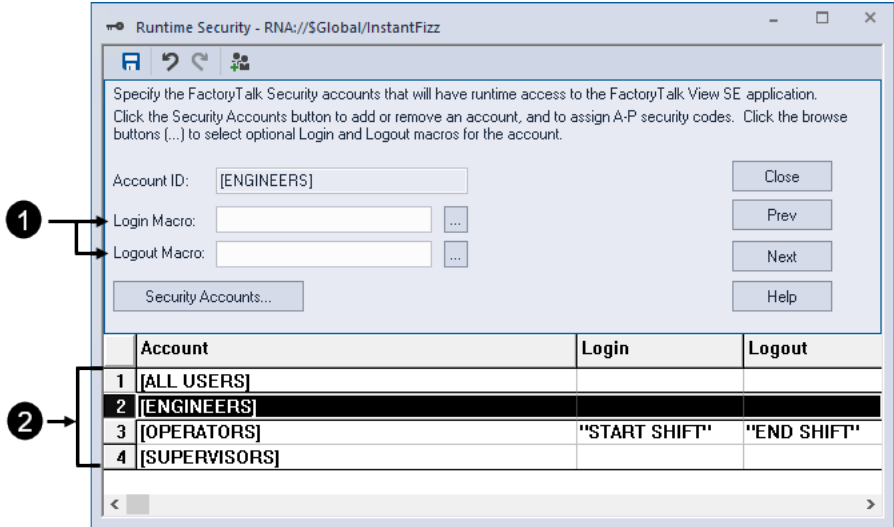 Runtime Security - RNA://$Global/InstantFizz
Specify the FactoryTalk Security accounts that will have runtime access to the FactoryTalk View SE application.
Click the Security Accounts button to add or remove an account, and to assign A-P security codes. Click the browse
buttons (...) to select optional Login and Logout macros for the account.
Account ID: [ENGINEERS] Close
1 Login Macro: ... Prev
Logout Macro: ... Next
Security Accounts... Help
Account Login Logout
1 [ALL USERS]
2 [ENGINEERS]
2 3 [OPERATORS] "START SHIFT" "END SHIFT"
4 [SUPERVISORS]